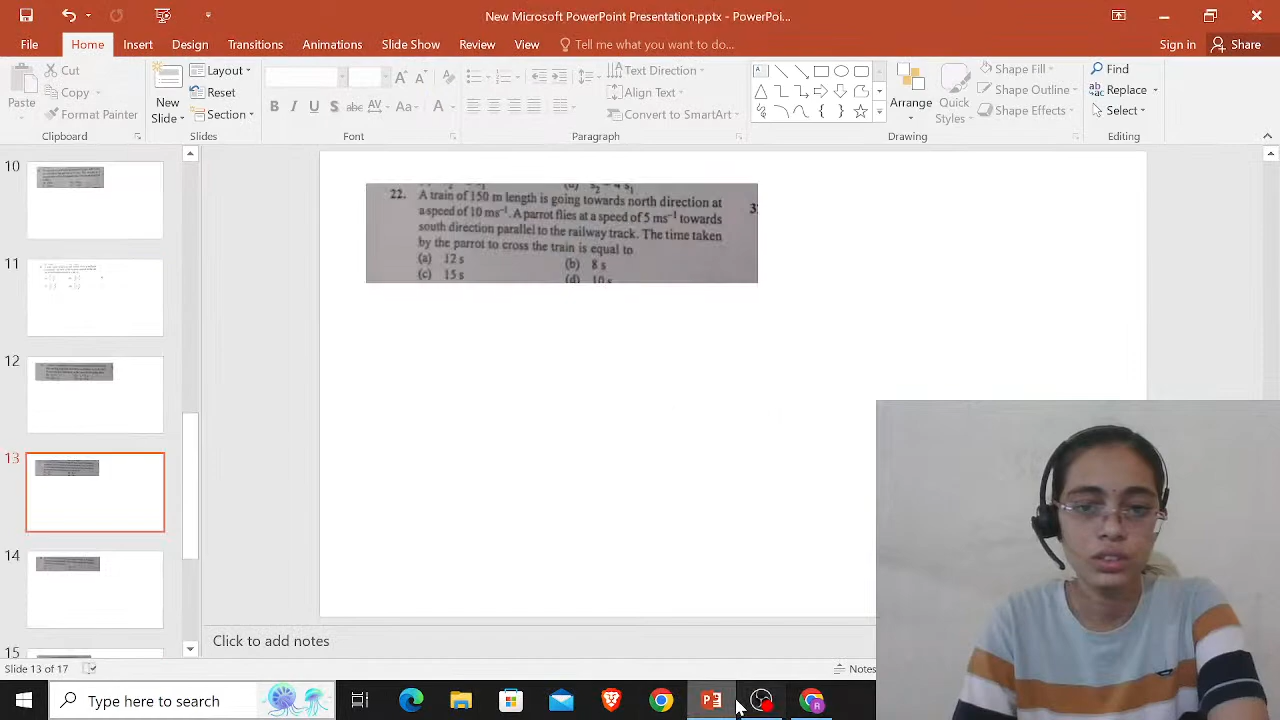 New Microsoft PowerPoint Presentation.pptx - PowerPoi...
File Home Insert Design Transitions Animations Slide Show Review View Tell me what you want to do... Sign in Share
Paste
Cut
Copy
Format Painter
Clipboard
New Slide
Layout
Reset
Section
Slides
B I U S abc AV Aa A
Font
Text Direction
Align Text
Convert to SmartArt
Paragraph
Arrange
Quick Styles
Shape Fill
Shape Outline
Shape Effects
Drawing
Find
Replace
Select
Editing
10
11
12
13
14
15
22. A train of 150 m length is going towards north direction at
a speed of 10 ms⁻¹. A parrot flies at a speed of 5 ms⁻¹ towards
south direction parallel to the railway track. The time taken
by the parrot to cross the train is equal to
(a) 12 s (b) 8 s
(c) 15 s (d) 10 s
Click to add notes
Slide 13 of 17
Notes
Type here to search